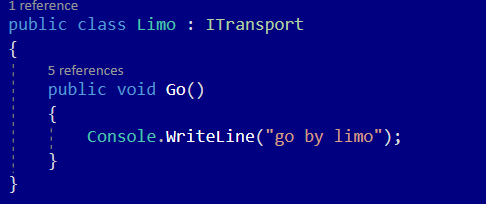 1 reference
public class Limo : ITransport
{
5 references
public void Go()
{
Console.WriteLine("go by limo");
}
}